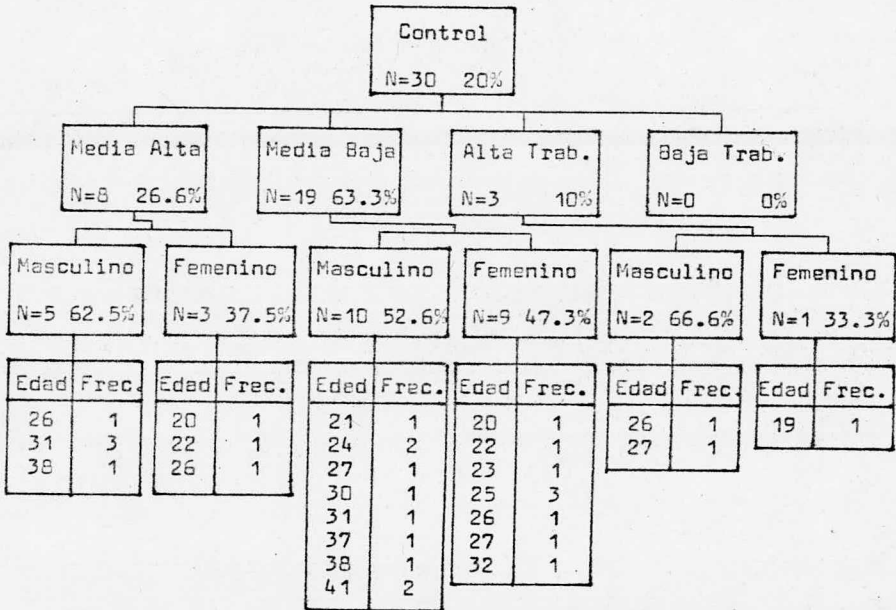 Control
N=30 20%
Media Alta Media Baja Alta Trab. Baja Trab.
N=8 26.6% N=19 63.3% N=3 10% N=0 0%
Masculino Femenino Masculino Femenino Masculino Femenino
N=5 62.5% N=3 37.5% N=10 52.6% N=9 47.3% N=2 66.6% N=1 33.3%
Edad Frec. Edad Frec. Edad Frec. Edad Frec. Edad Frec. Edad Frec.
26 1 20 1 21 1 20 1 26 1 19 1
31 3 22 1 24 2 22 1 27 1
38 1 26 1 27 1 23 1
30 1 25 3
31 1 26 1
37 1 27 1
38 1 32 1
41 2